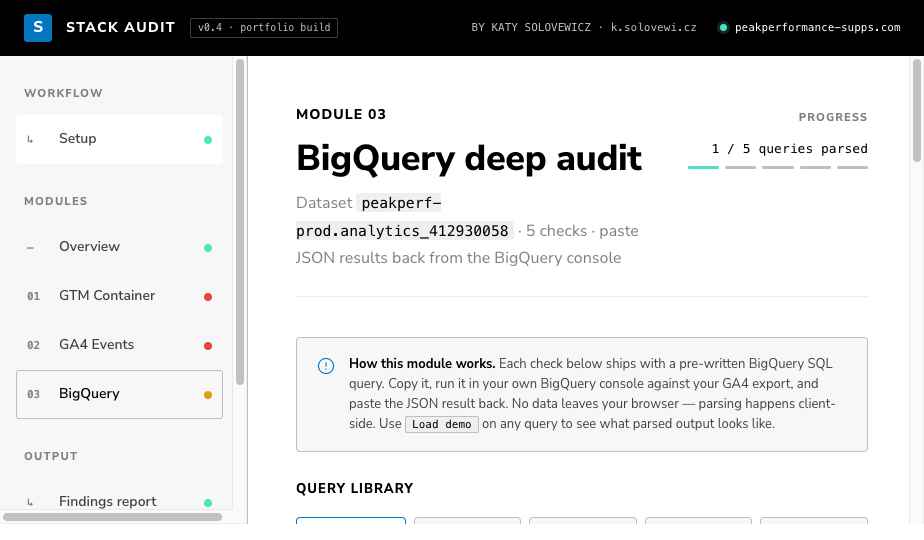 S STACK AUDIT v0.4 · portfolio build BY KATY SOLOVEWICZ · k.solovewi.cz peakperformance-supps.com
WORKFLOW
↳ Setup
MODULES
— Overview
01 GTM Container
02 GA4 Events
03 BigQuery
OUTPUT
↳ Findings report
MODULE 03
BigQuery deep audit
Dataset peakperf-
prod.analytics_412930058 · 5 checks · paste
JSON results back from the BigQuery console
PROGRESS
1 / 5 queries parsed
How this module works. Each check below ships with a pre-written BigQuery SQL
query. Copy it, run it in your own BigQuery console against your GA4 export, and
paste the JSON result back. No data leaves your browser — parsing happens client-
side. Use Load demo on any query to see what parsed output looks like.
QUERY LIBRARY